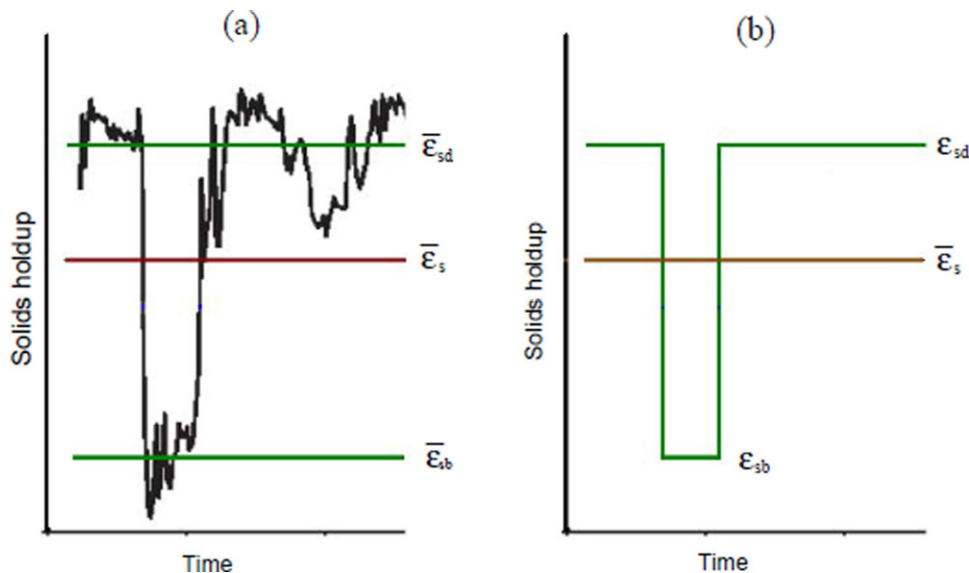 (a)
Solids holdup
ε̅sd
ε̅s
ε̅sb
Time
(b)
Solids holdup
εsd
ε̅s
εsb
Time